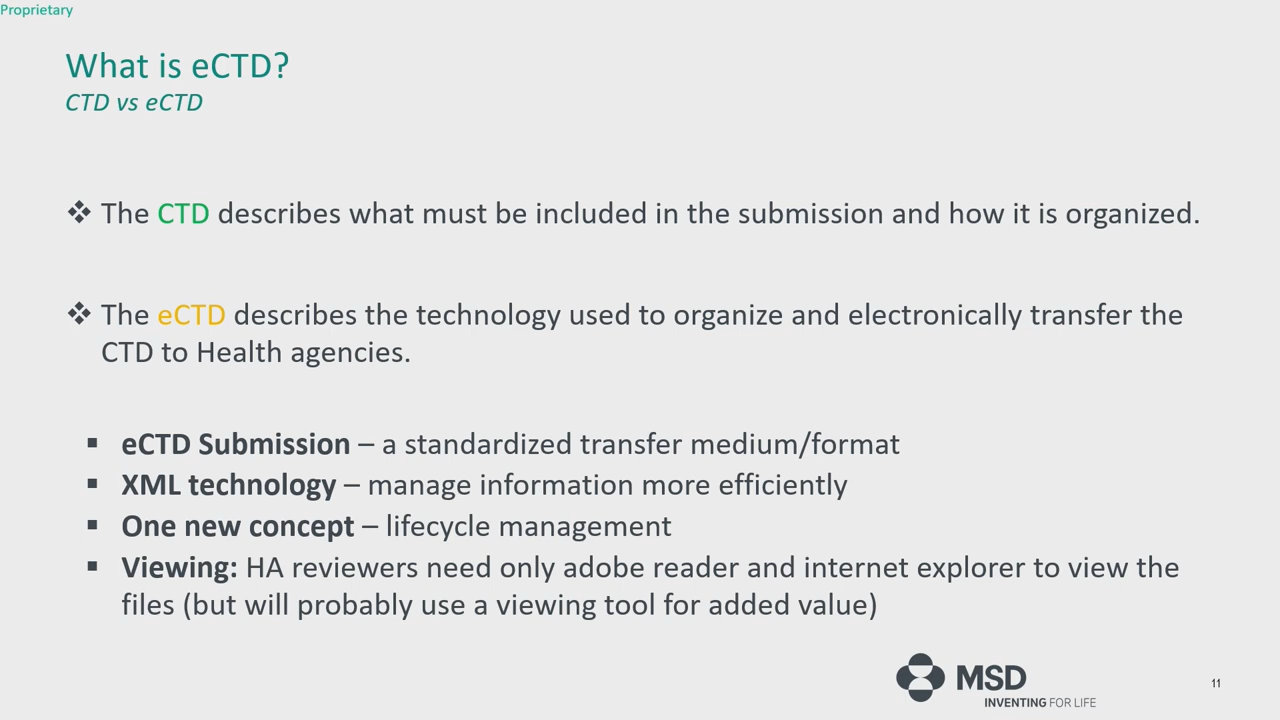 Proprietary
What is eCTD?
CTD vs eCTD
❖ The CTD describes what must be included in the submission and how it is organized.
❖ The eCTD describes the technology used to organize and electronically transfer the
CTD to Health agencies.
▪ eCTD Submission – a standardized transfer medium/format
▪ XML technology – manage information more efficiently
▪ One new concept – lifecycle management
▪ Viewing: HA reviewers need only adobe reader and internet explorer to view the
files (but will probably use a viewing tool for added value)
MSD
INVENTING FOR LIFE
11